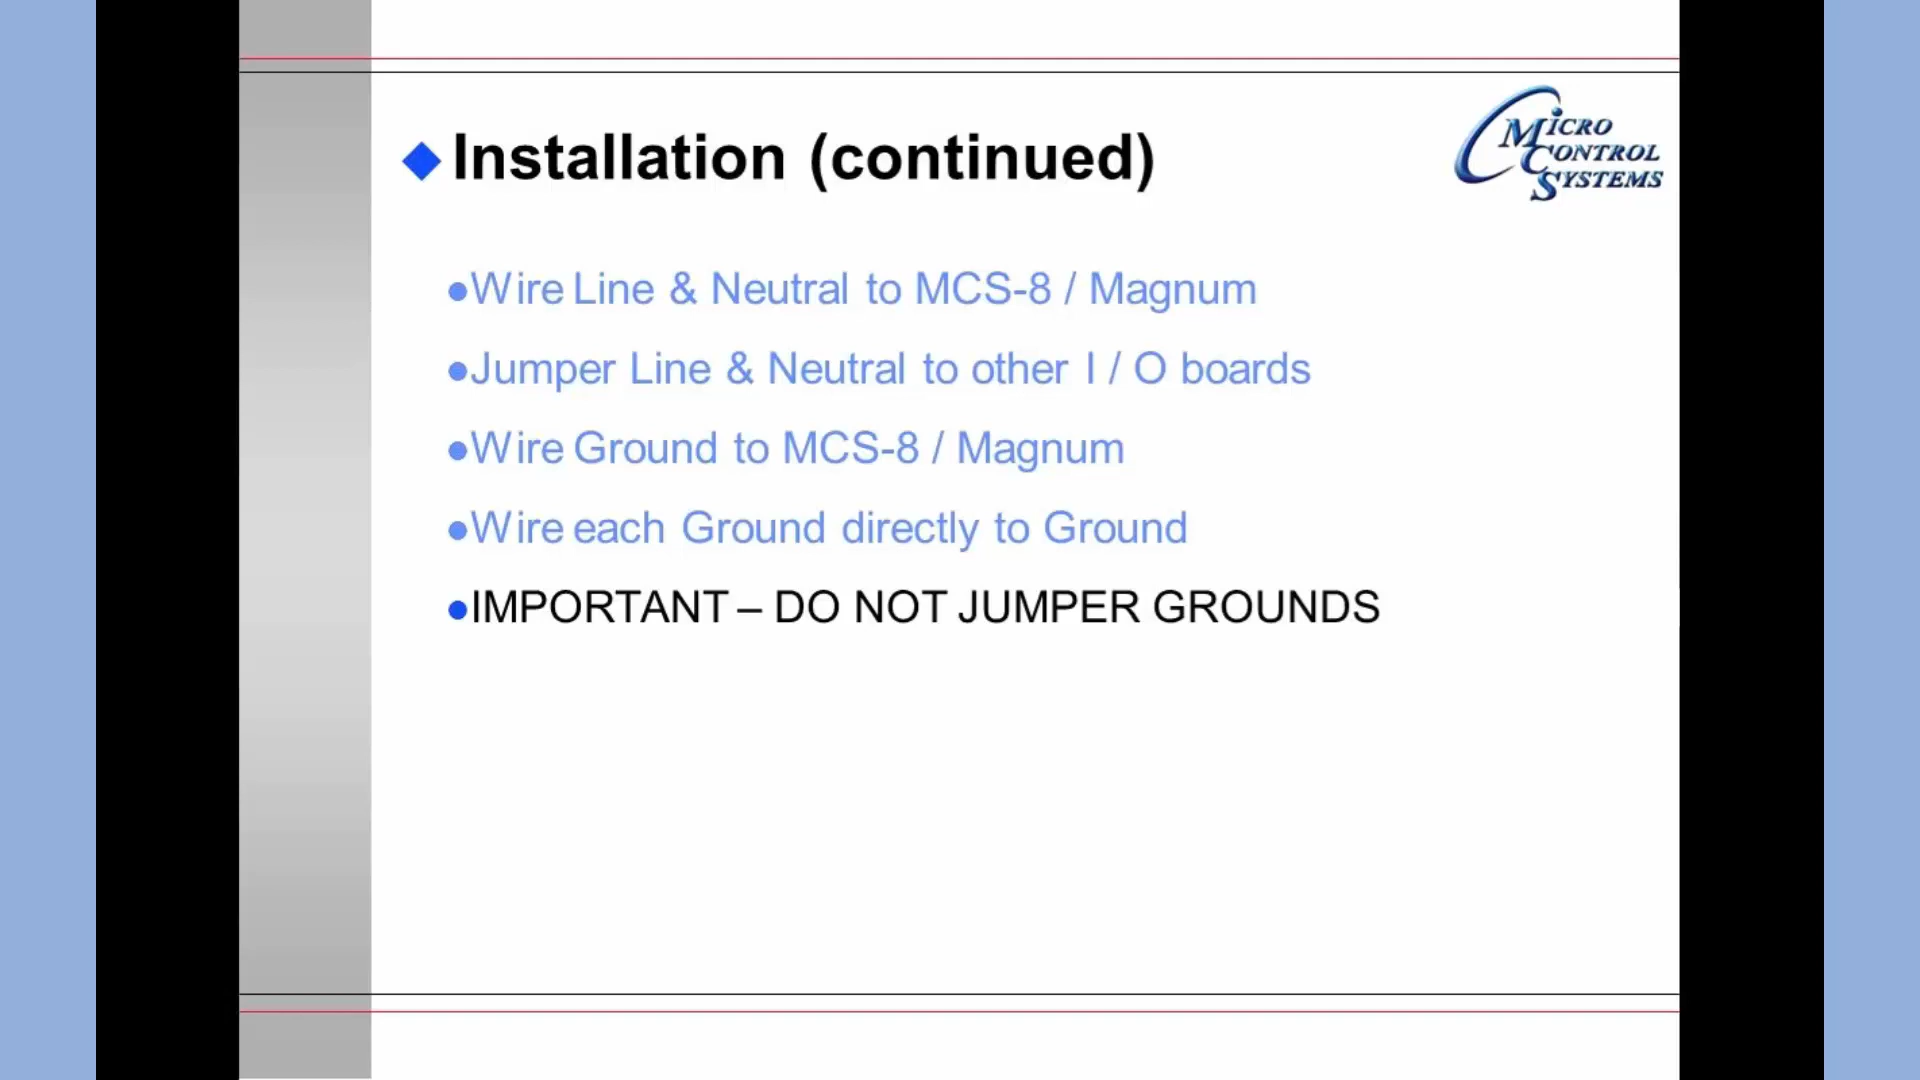 Installation (continued)
MICRO
CONTROL
SYSTEMS
Wire Line & Neutral to MCS-8 / Magnum
Jumper Line & Neutral to other I / O boards
Wire Ground to MCS-8 / Magnum
Wire each Ground directly to Ground
IMPORTANT – DO NOT JUMPER GROUNDS